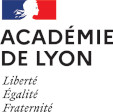 ACADÉMIE
DE LYON
Liberté
Égalité
Fraternité